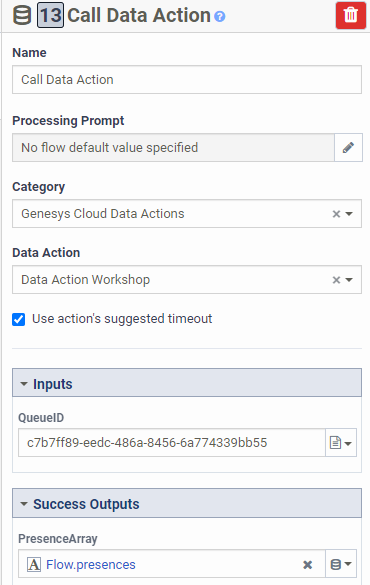 13 Call Data Action ?
Name
Call Data Action
Processing Prompt
No flow default value specified
Category
Genesys Cloud Data Actions
Data Action
Data Action Workshop
Use action's suggested timeout
Inputs
QueueID
c7b7ff89-eedc-486a-8456-6a774339bb55
Success Outputs
PresenceArray
A Flow.presences